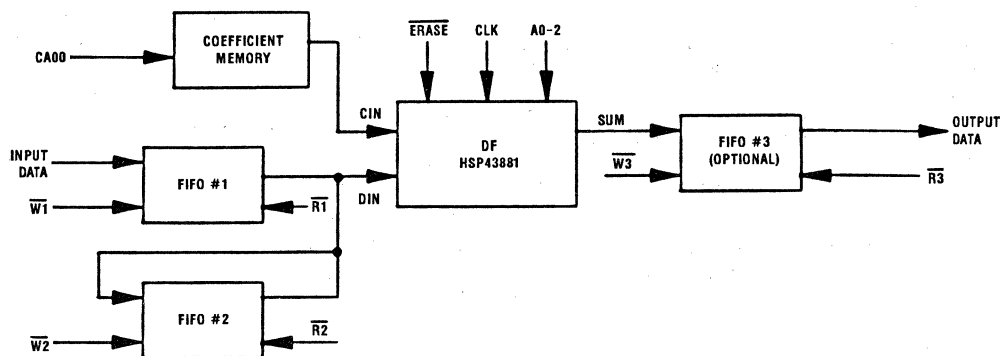 ERASE CLK A0-2
COEFFICIENT
MEMORY
CA00
CIN
SUM
DF
HSP43881
FIFO #3
(OPTIONAL)
OUTPUT
DATA
W3
R3
INPUT
DATA
FIFO #1
DIN
W1
R1
FIFO #2
W2
R2